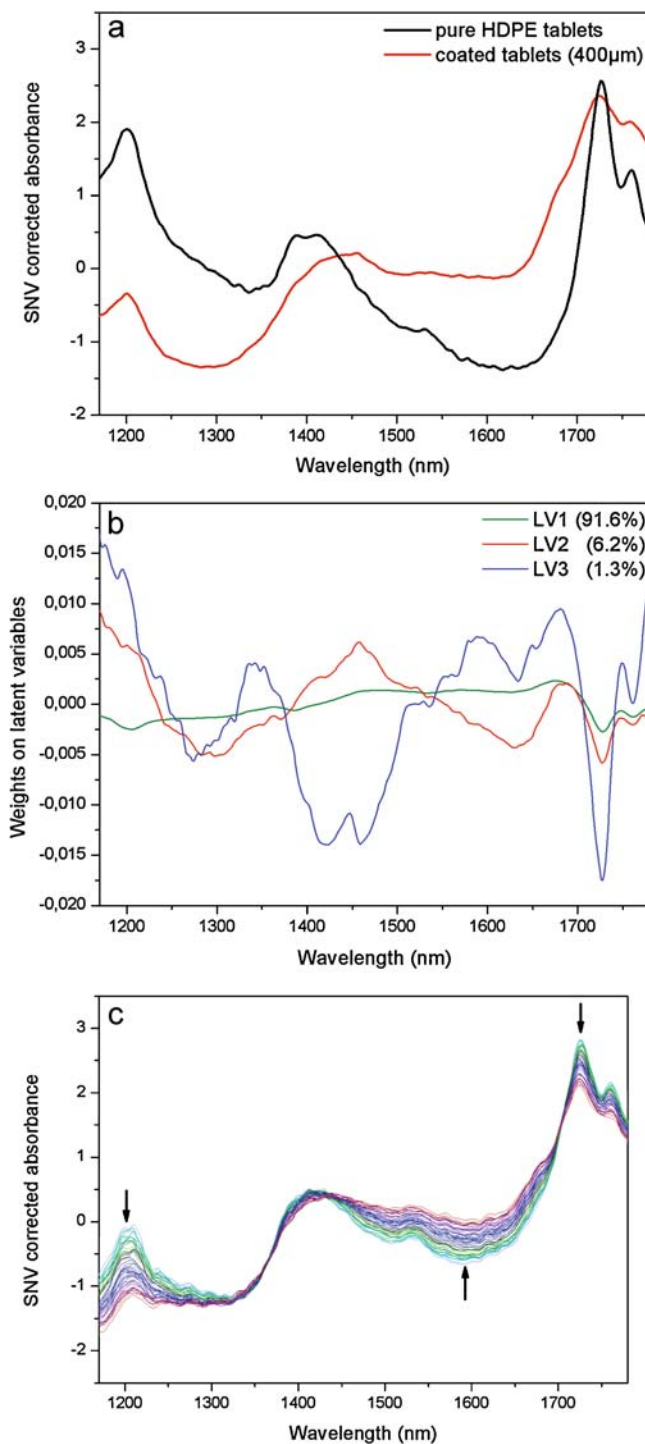 a
pure HDPE tablets
coated tablets (400µm)
3
2
1
0
-1
-2
SNV corrected absorbance
1200 1300 1400 1500 1600 1700
Wavelength (nm)
b
LV1 (91.6%)
LV2 (6.2%)
LV3 (1.3%)
0,020
0,015
0,010
0,005
0,000
-0,005
-0,010
-0,015
-0,020
Weights on latent variables
1200 1300 1400 1500 1600 1700
Wavelength (nm)
c
3
2
1
0
-1
-2
SNV corrected absorbance
1200 1300 1400 1500 1600 1700
Wavelength (nm)